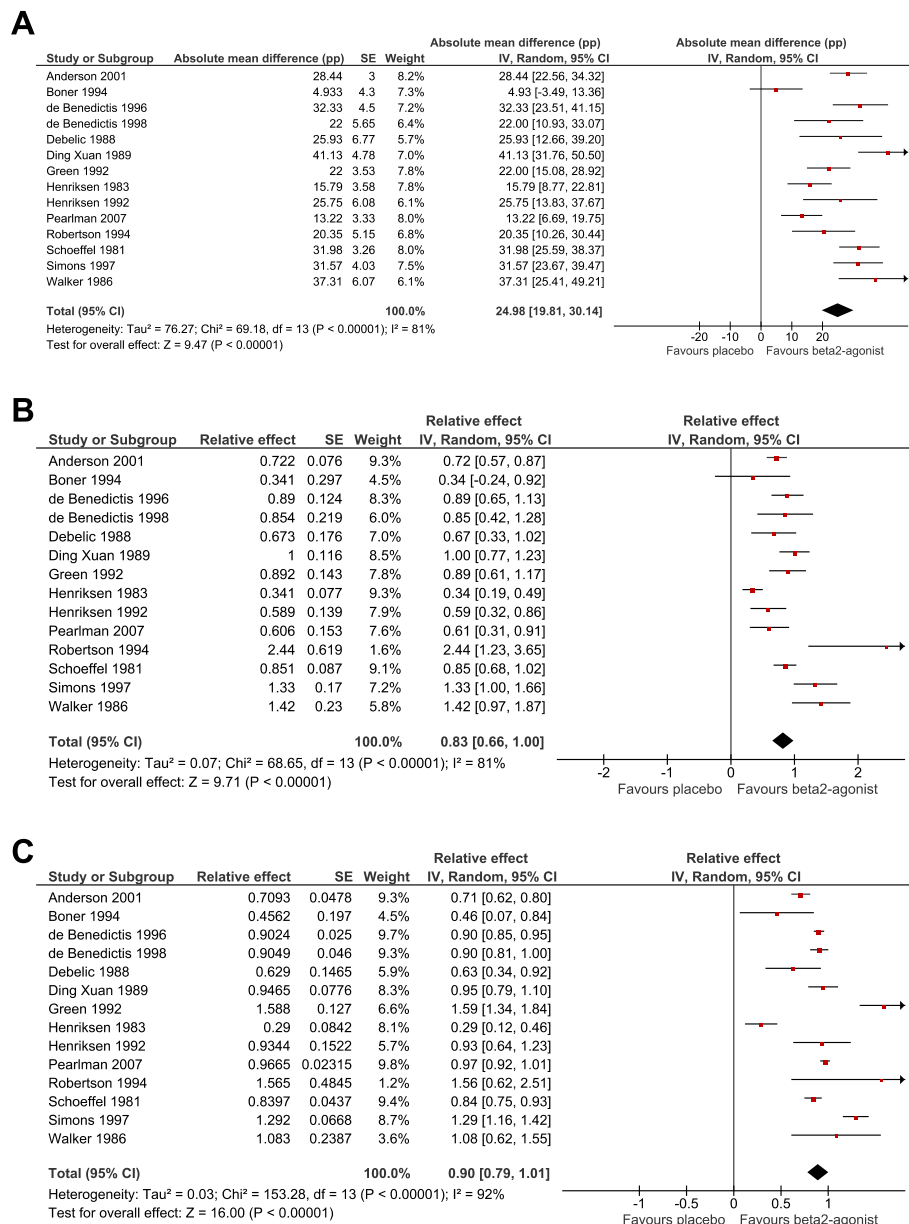 A
Absolute mean difference (pp) Absolute mean difference (pp)
Study or Subgroup Absolute mean difference (pp) SE Weight IV, Random, 95% CI IV, Random, 95% CI
Anderson 2001 28.44 3 8.2% 28.44 [22.56, 34.32]
Boner 1994 4.933 4.3 7.3% 4.93 [-3.49, 13.36]
de Benedictis 1996 32.33 4.5 7.2% 32.33 [23.51, 41.15]
de Benedictis 1998 22 5.65 6.4% 22.00 [10.93, 33.07]
Debelic 1988 25.93 6.77 5.7% 25.93 [12.66, 39.20]
Ding Xuan 1989 41.13 4.78 7.0% 41.13 [31.76, 50.50]
Green 1992 22 3.53 7.8% 22.00 [15.08, 28.92]
Henriksen 1983 15.79 3.58 7.8% 15.79 [8.77, 22.81]
Henriksen 1992 25.75 6.08 6.1% 25.75 [13.83, 37.67]
Pearlman 2007 13.22 3.33 8.0% 13.22 [6.69, 19.75]
Robertson 1994 20.35 5.15 6.8% 20.35 [10.26, 30.44]
Schoeffel 1981 31.98 3.26 8.0% 31.98 [25.59, 38.37]
Simons 1997 31.57 4.03 7.5% 31.57 [23.67, 39.47]
Walker 1986 37.31 6.07 6.1% 37.31 [25.41, 49.21]
Total (95% CI) 100.0% 24.98 [19.81, 30.14]
Heterogeneity: Tau² = 76.27; Chi² = 69.18, df = 13 (P < 0.00001); I² = 81%
Test for overall effect: Z = 9.47 (P < 0.00001)
-20 -10 0 10 20
Favours placebo Favours beta2-agonist
B
Relative effect Relative effect
Study or Subgroup Relative effect SE Weight IV, Random, 95% CI IV, Random, 95% CI
Anderson 2001 0.722 0.076 9.3% 0.72 [0.57, 0.87]
Boner 1994 0.341 0.297 4.5% 0.34 [-0.24, 0.92]
de Benedictis 1996 0.89 0.124 8.3% 0.89 [0.65, 1.13]
de Benedictis 1998 0.854 0.219 6.0% 0.85 [0.42, 1.28]
Debelic 1988 0.673 0.176 7.0% 0.67 [0.33, 1.02]
Ding Xuan 1989 1 0.116 8.5% 1.00 [0.77, 1.23]
Green 1992 0.892 0.143 7.8% 0.89 [0.61, 1.17]
Henriksen 1983 0.341 0.077 9.3% 0.34 [0.19, 0.49]
Henriksen 1992 0.589 0.139 7.9% 0.59 [0.32, 0.86]
Pearlman 2007 0.606 0.153 7.6% 0.61 [0.31, 0.91]
Robertson 1994 2.44 0.619 1.6% 2.44 [1.23, 3.65]
Schoeffel 1981 0.851 0.087 9.1% 0.85 [0.68, 1.02]
Simons 1997 1.33 0.17 7.2% 1.33 [1.00, 1.66]
Walker 1986 1.42 0.23 5.8% 1.42 [0.97, 1.87]
Total (95% CI) 100.0% 0.83 [0.66, 1.00]
Heterogeneity: Tau² = 0.07; Chi² = 68.65, df = 13 (P < 0.00001); I² = 81%
Test for overall effect: Z = 9.71 (P < 0.00001)
-2 -1 0 1 2
Favours placebo Favours beta2-agonist
C
Relative effect Relative effect
Study or Subgroup Relative effect SE Weight IV, Random, 95% CI IV, Random, 95% CI
Anderson 2001 0.7093 0.0478 9.3% 0.71 [0.62, 0.80]
Boner 1994 0.4562 0.197 4.5% 0.46 [0.07, 0.84]
de Benedictis 1996 0.9024 0.025 9.7% 0.90 [0.85, 0.95]
de Benedictis 1998 0.9049 0.046 9.3% 0.90 [0.81, 1.00]
Debelic 1988 0.629 0.1465 5.9% 0.63 [0.34, 0.92]
Ding Xuan 1989 0.9465 0.0776 8.3% 0.95 [0.79, 1.10]
Green 1992 1.588 0.127 6.6% 1.59 [1.34, 1.84]
Henriksen 1983 0.29 0.0842 8.1% 0.29 [0.12, 0.46]
Henriksen 1992 0.9344 0.1522 5.7% 0.93 [0.64, 1.23]
Pearlman 2007 0.9665 0.02315 9.8% 0.97 [0.92, 1.01]
Robertson 1994 1.565 0.4845 1.2% 1.56 [0.62, 2.51]
Schoeffel 1981 0.8397 0.0437 9.4% 0.84 [0.75, 0.93]
Simons 1997 1.292 0.0668 8.7% 1.29 [1.16, 1.42]
Walker 1986 1.083 0.2387 3.6% 1.08 [0.62, 1.55]
Total (95% CI) 100.0% 0.90 [0.79, 1.01]
Heterogeneity: Tau² = 0.03; Chi² = 153.28, df = 13 (P < 0.00001); I² = 92%
Test for overall effect: Z = 16.00 (P < 0.00001)
-1 -0.5 0 0.5 1
Favours placebo Favours beta2-agonist